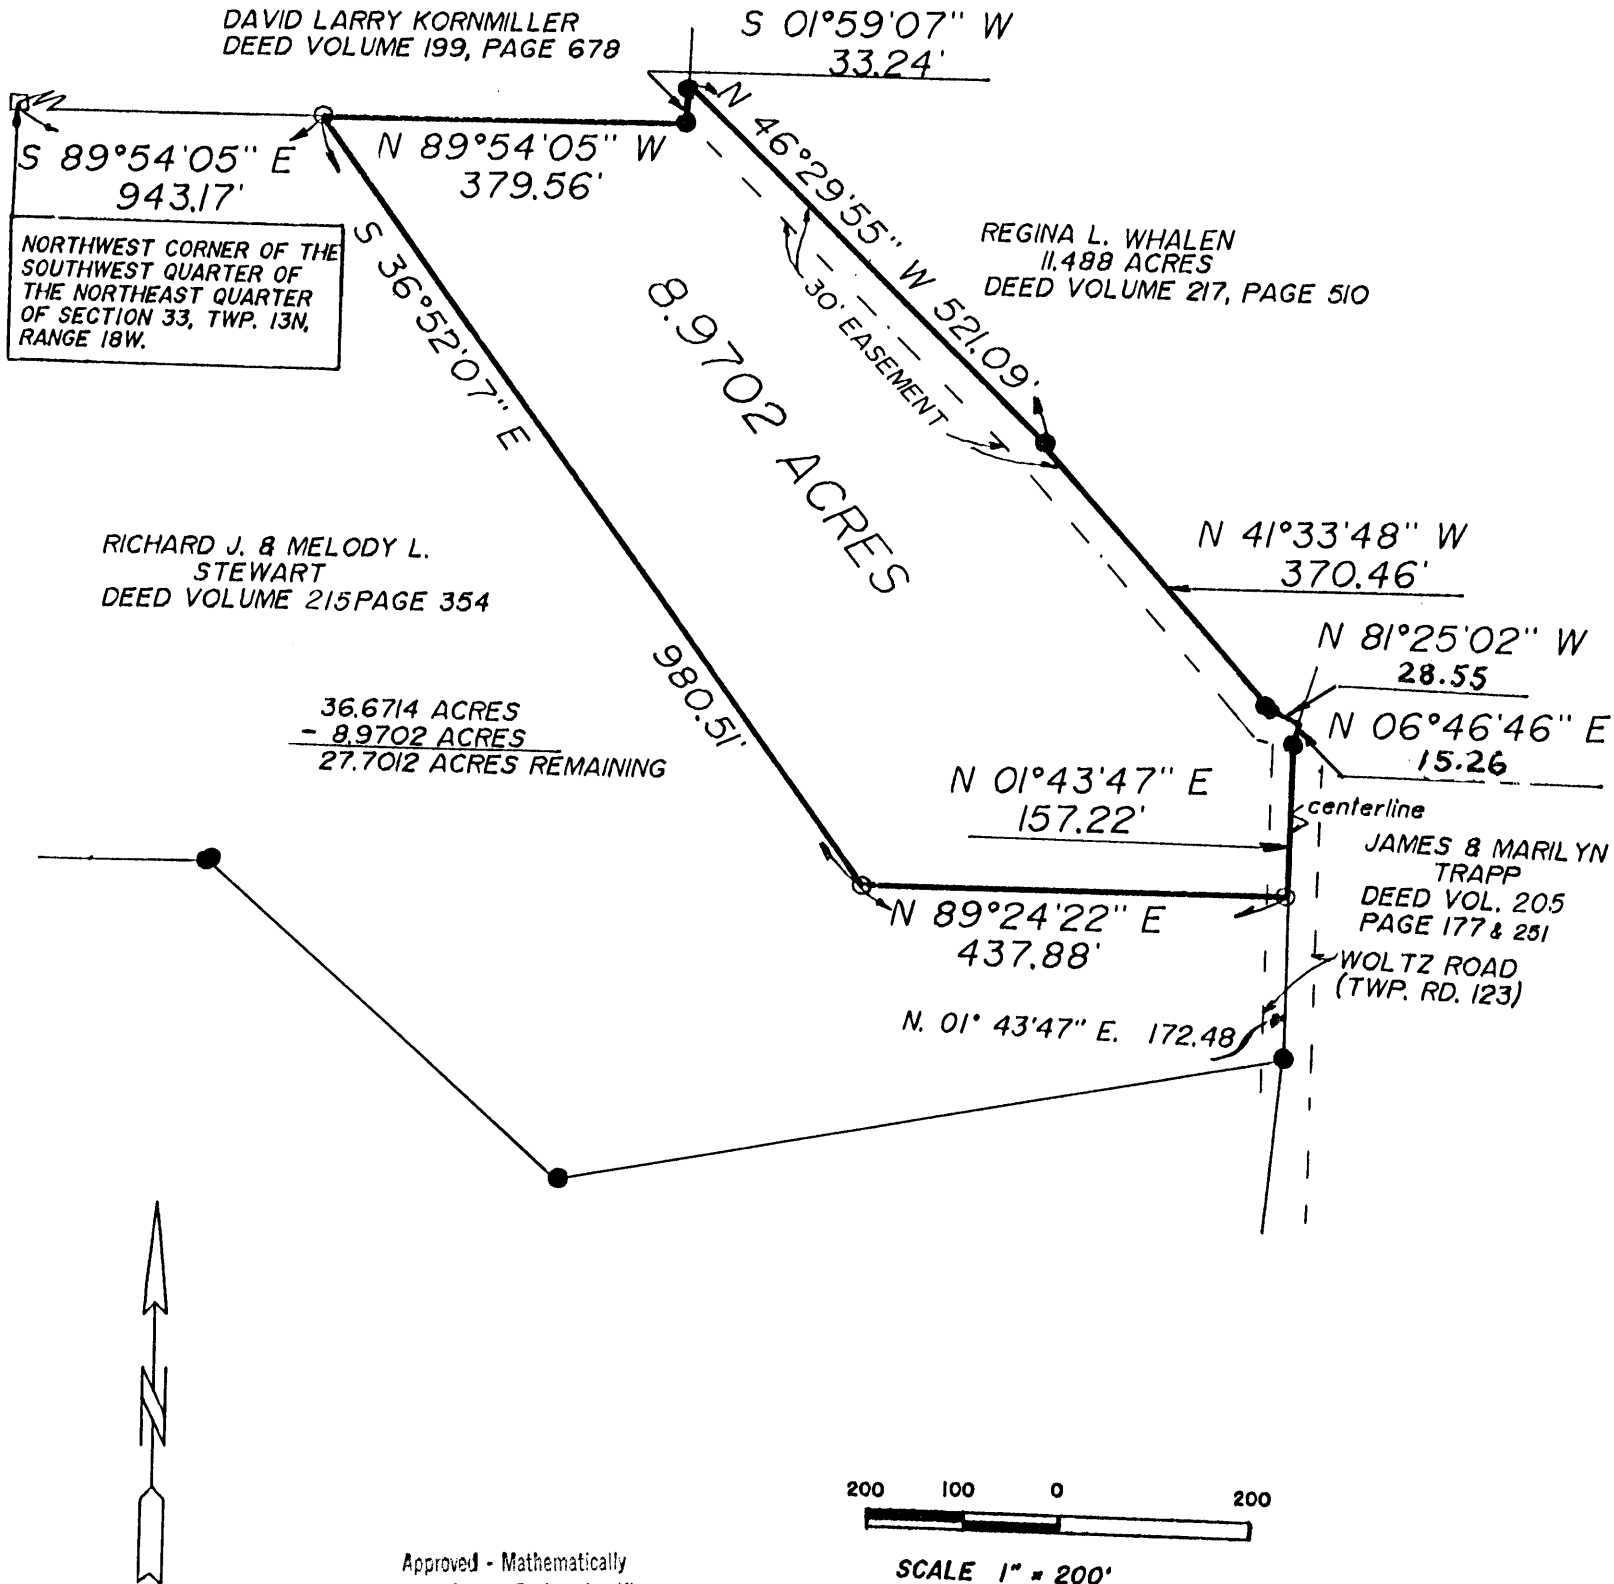 DAVID LARRY KORNMILLER
DEED VOLUME 199, PAGE 678
S 01°59'07" W
33.24'
S 89°54'05" E
943.17'
N 89°54'05" W
379.56'
N 46°29'55" W 521.09'
NORTHWEST CORNER OF THE
SOUTHWEST QUARTER OF
THE NORTHEAST QUARTER
OF SECTION 33, TWP. 13N,
RANGE 18W.
S 36°52'07" E
980.51'
REGINA L. WHALEN
11.488 ACRES
DEED VOLUME 217, PAGE 510
30' EASEMENT
8.9702 ACRES
RICHARD J. & MELODY L.
STEWART
DEED VOLUME 215 PAGE 354
N 41°33'48" W
370.46'
N 81°25'02" W
28.55
36.6714 ACRES
- 8.9702 ACRES
27.7012 ACRES REMAINING
N 06°46'46" E
15.26
N 01°43'47" E
157.22'
centerline
JAMES & MARILYN
TRAPP
DEED VOL. 205
PAGE 177 & 251
N 89°24'22" E
437.88'
WOLTZ ROAD
(TWP. RD. 123)
N. 01° 43'47" E. 172.48
N
200 100 0 200
SCALE 1" = 200'
Approved - Mathematically